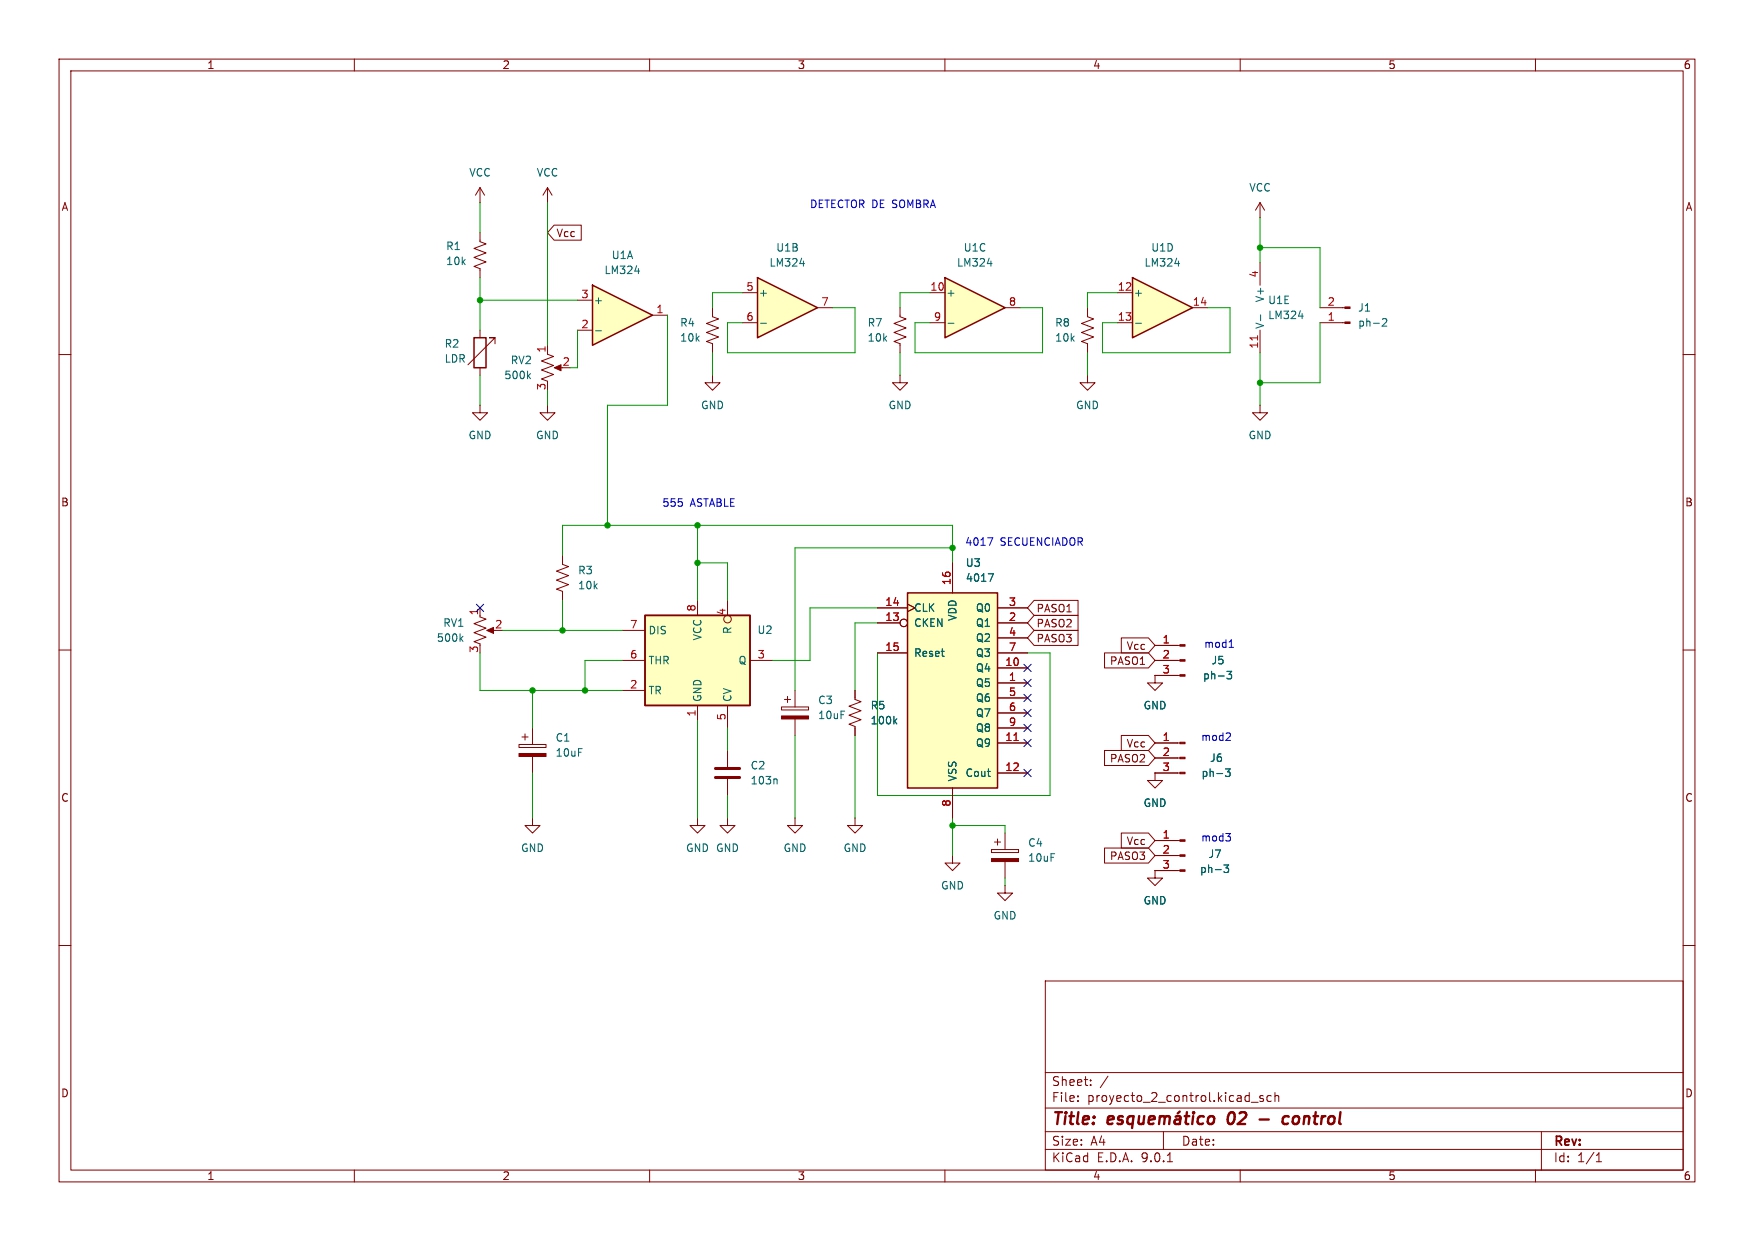 1 2 3 4 5 6
A A
B B
C C
D D
1 2 3 4 5 6
DETECTOR DE SOMBRA
VCC
R1
10k
R2
LDR
GND
VCC
Vcc
RV2
500k
1
2
3
GND
U1A
LM324
3
+
2
−
1
U1B
LM324
5
+
6
−
7
R4
10k
GND
U1C
LM324
10
+
9
−
8
R7
10k
GND
U1D
LM324
12
+
13
−
14
R8
10k
GND
VCC
4
V+
U1E
LM324
V−
11
GND
2
1
J1
ph-2
555 ASTABLE
R3
10k
RV1
500k
1
2
3
+
C1
10uF
GND
U2
8
VCC
4
R
7
DIS
6
THR
2
TR
Q
3
GND
1
CV
5
GND
C2
103n
GND
+
C3
10uF
GND
R5
100k
GND
4017 SECUENCIADOR
U3
4017
16
VDD
14
CLK
13
CKEN
15
Reset
Q0 3 PASO1
Q1 2 PASO2
Q2 4 PASO3
Q3 7
Q4 10
Q5 1
Q6 5
Q7 6
Q8 9
Q9 11
Cout 12
VSS
8
GND
+
C4
10uF
GND
Vcc 1 mod1
PASO1 2 J5
3 ph-3
GND
Vcc 1 mod2
PASO2 2 J6
3 ph-3
GND
Vcc 1 mod3
PASO3 2 J7
3 ph-3
GND
Sheet: /
File: proyecto_2_control.kicad_sch
Title: esquemático 02 – control
Size: A4 Date: Rev:
KiCad E.D.A. 9.0.1 Id: 1/1